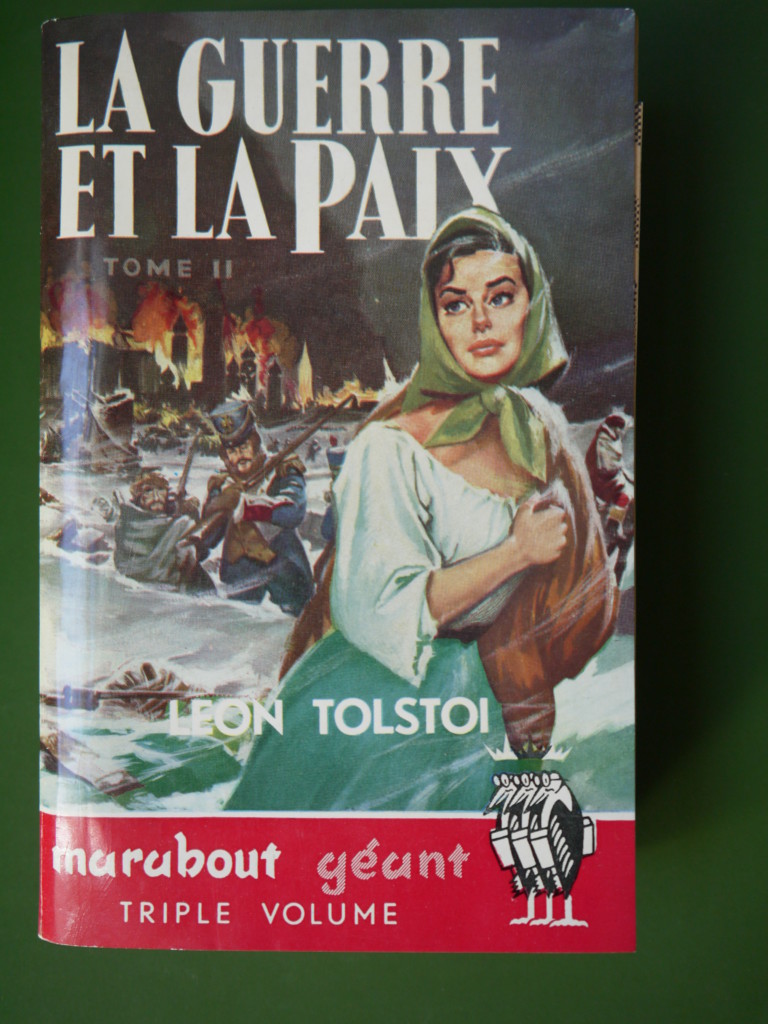 LA GUERRE
ET LA PAIX
TOME II
LEON TOLSTOI
marabout géant
TRIPLE VOLUME